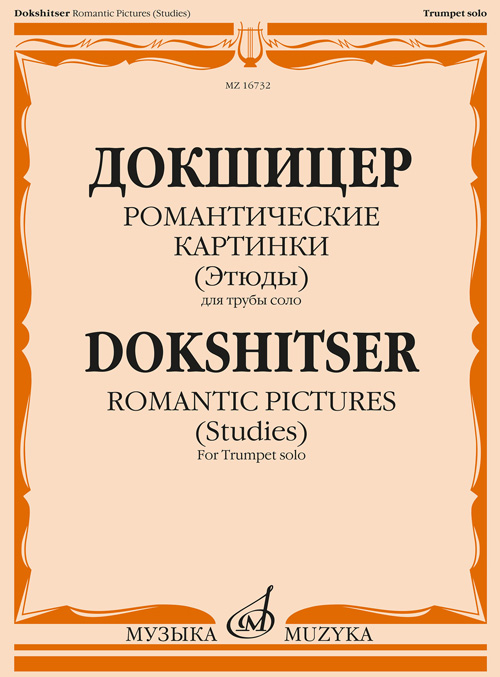 Dokshitser Romantic Pictures (Studies) Trumpet solo
MZ 16732
ДОКШИЦЕР
РОМАНТИЧЕСКИЕ
КАРТИНКИ
(Этюды)
для трубы соло
DOKSHITSER
ROMANTIC PICTURES
(Studies)
For Trumpet solo
МУЗЫКА М MUZYKA